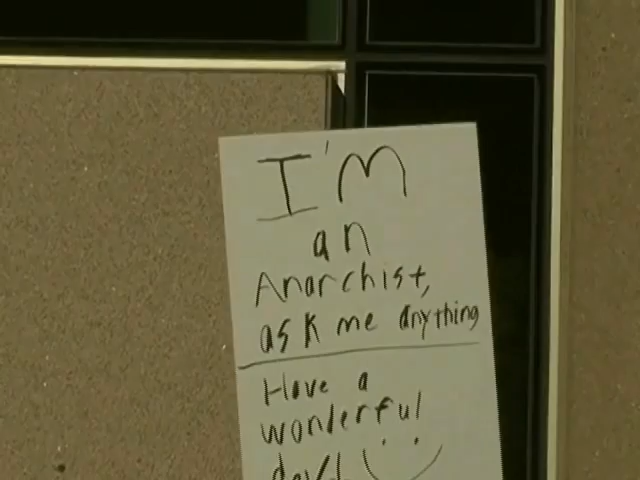 I'm
an
Anarchist,
ask me anything
Have a
wonderful
day!